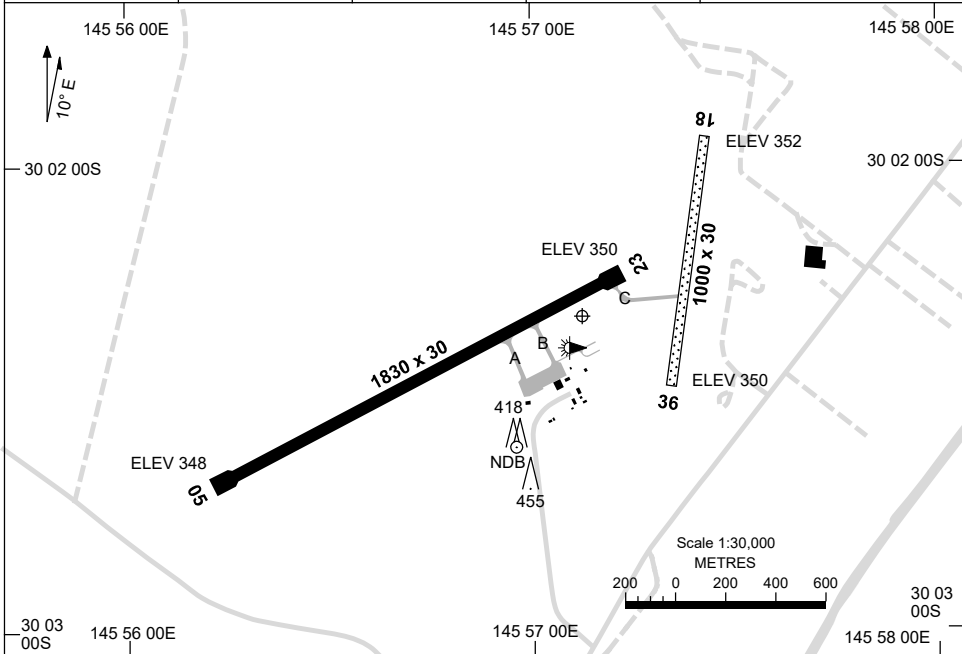 145 56 00E
145 57 00E
145 58 00E
10° E
18
ELEV 352
30 02 00S
30 02 00S
ELEV 350
23
1000 x 30
C
B
A
1830 x 30
ELEV 350
36
418
ELEV 348
NDB
05
455
Scale 1:30,000
METRES
200 0 200 400 600
30 03
00S
30 03
00S
145 56 00E
145 57 00E
145 58 00E